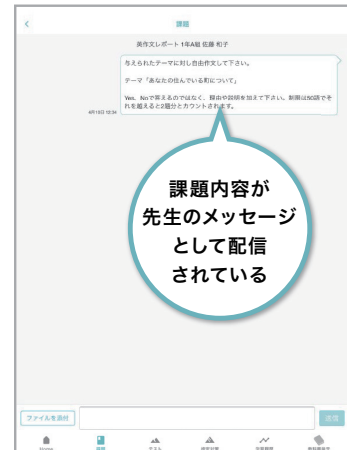 課題
英作文レポート 1年A組 佐藤 和子
与えられたテーマに対し自由作文して下さい。
テーマ「あなたの住んでいる町について」
Yes、Noで答えるのではなく、理由や説明を加えて下さい。制限は50語でそ
れを越えると2題分とカウントされます。
4月18日 18:34
課題内容が
先生のメッセージ
として配信
されている
ファイルを添付
送信
Home
課題
テスト